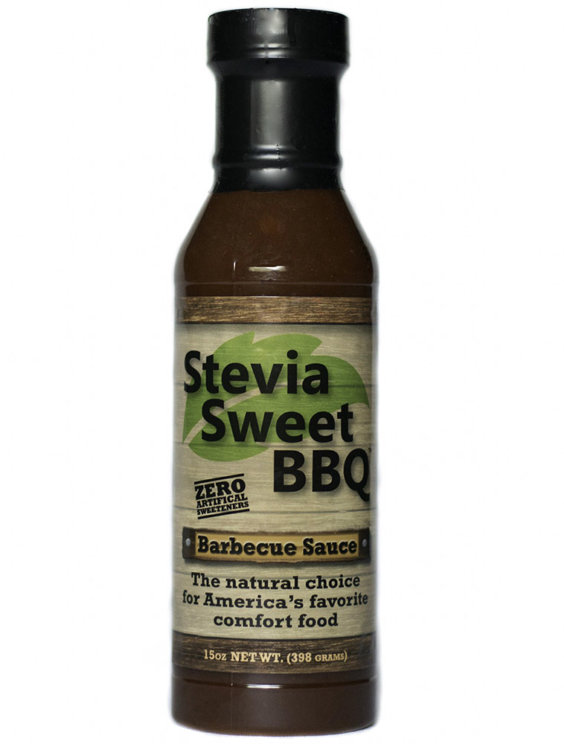 Stevia
Sweet
BBQ
ZERO
ARTIFICAL
SWEETENERS
Barbecue Sauce
The natural choice
for America's favorite
comfort food
15oz NET WT. (398 GRAMS)